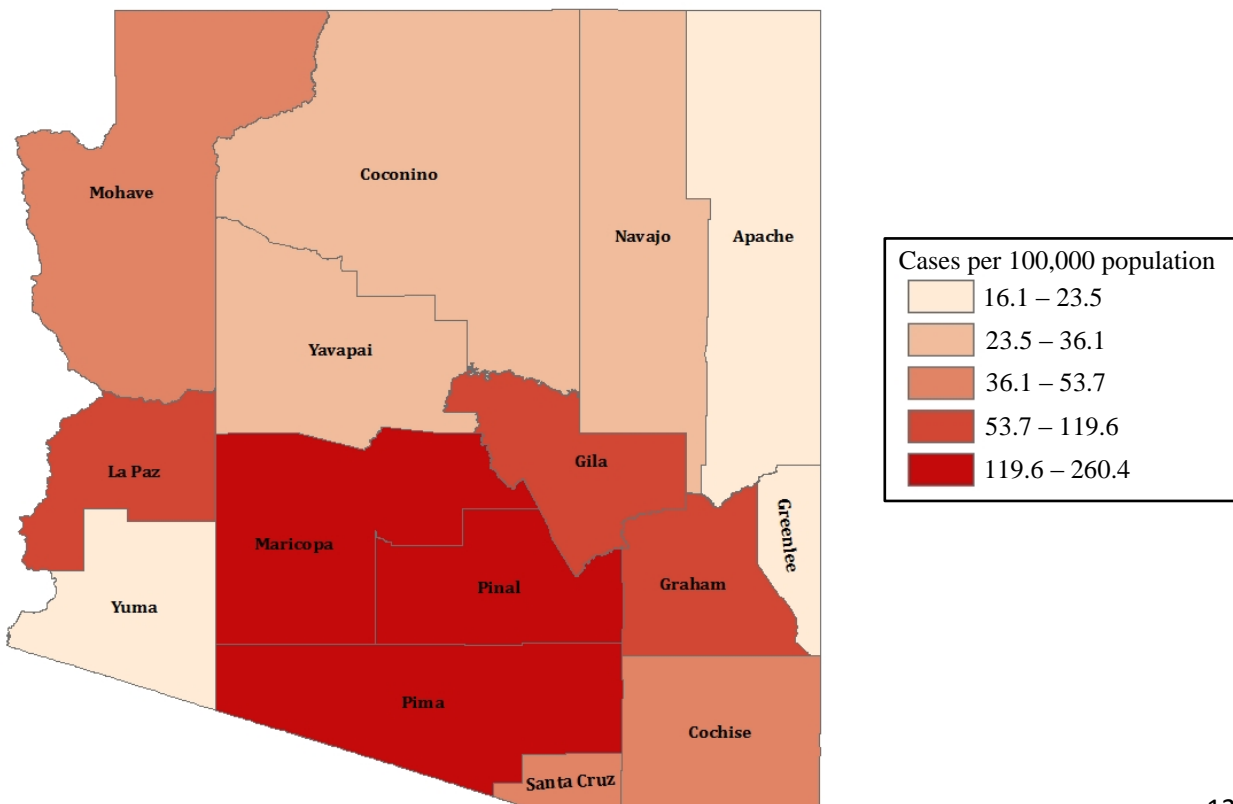 Mohave
Coconino
Navajo
Apache
Yavapai
La Paz
Gila
Maricopa
Pinal
Graham
Greenlee
Yuma
Pima
Cochise
Santa Cruz
Cases per 100,000 population
16.1 – 23.5
23.5 – 36.1
36.1 – 53.7
53.7 – 119.6
119.6 – 260.4